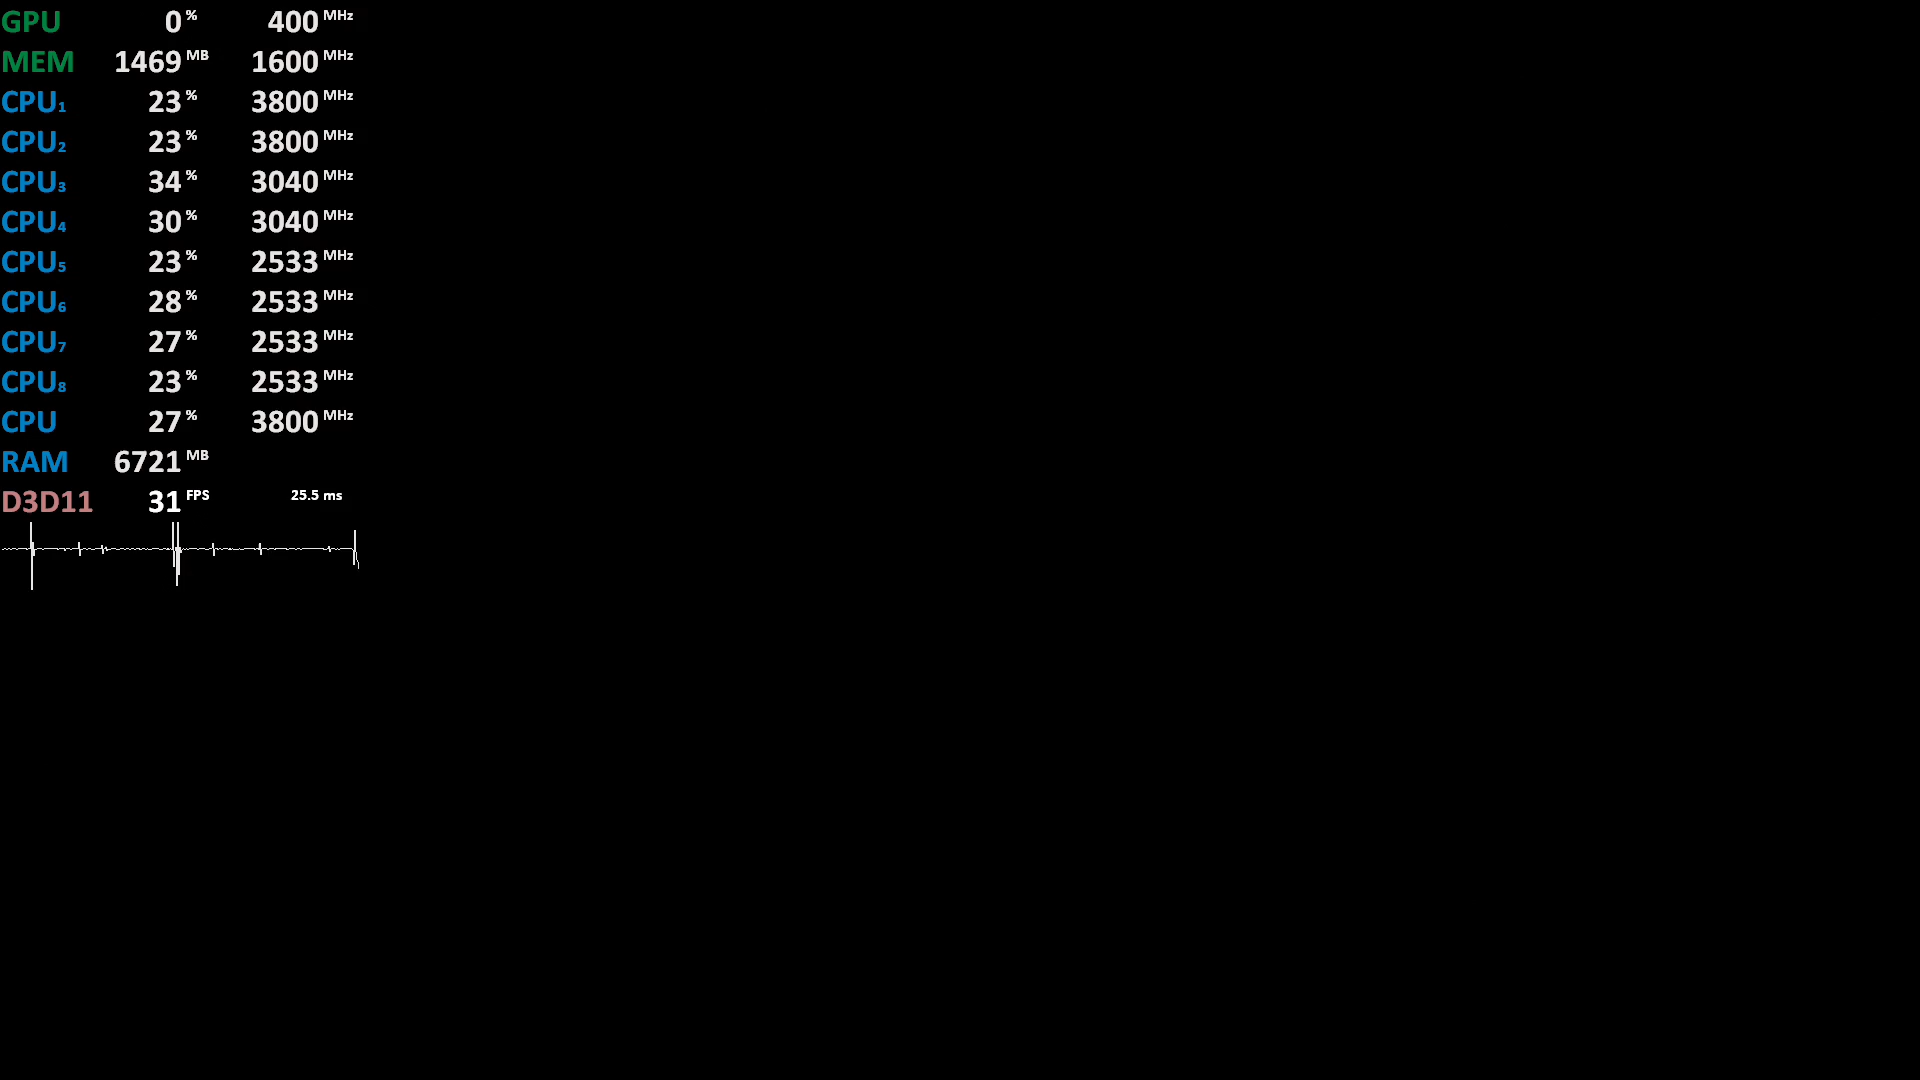 GPU 0 % 400 MHz
MEM 1469 MB 1600 MHz
CPU1 23 % 3800 MHz
CPU2 23 % 3800 MHz
CPU3 34 % 3040 MHz
CPU4 30 % 3040 MHz
CPU5 23 % 2533 MHz
CPU6 28 % 2533 MHz
CPU7 27 % 2533 MHz
CPU8 23 % 2533 MHz
CPU 27 % 3800 MHz
RAM 6721 MB
D3D11 31 FPS 25.5 ms